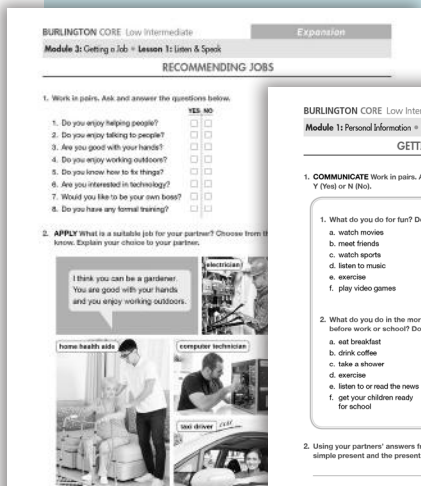 BURLINGTON CORE Low Intermediate
Expansion
Module 3: Getting a Job • Lesson 1: Listen & Speak
RECOMMENDING JOBS
1. Work in pairs. Ask and answer the questions below.
YES NO
1. Do you enjoy helping people?
2. Do you enjoy talking to people?
3. Are you good with your hands?
4. Do you enjoy working outdoors?
5. Do you know how to fix things?
6. Are you interested in technology?
7. Would you like to be your own boss?
8. Do you have any formal training?
2. APPLY What is a suitable job for your partner? Choose from
know. Explain your choice to your partner.
I think you can be a gardener.
You are good with your hands
and you enjoy working outdoors.
electrician
home health aide
computer technician
taxi driver
BURLINGTON CORE Low
Module 1: Personal Information •
1. COMMUNICATE Work in pairs.
Y (Yes) or N (No).
1. What do you do for fun?
a. watch movies
b. meet friends
c. watch sports
d. listen to music
e. exercise
f. play video games
2. What do you do in the
before work or school?
a. eat breakfast
b. drink coffee
c. take a shower
d. exercise
e. listen to or read the news
f. get your children ready
for school
2. Using your partners' answers
simple present and the present